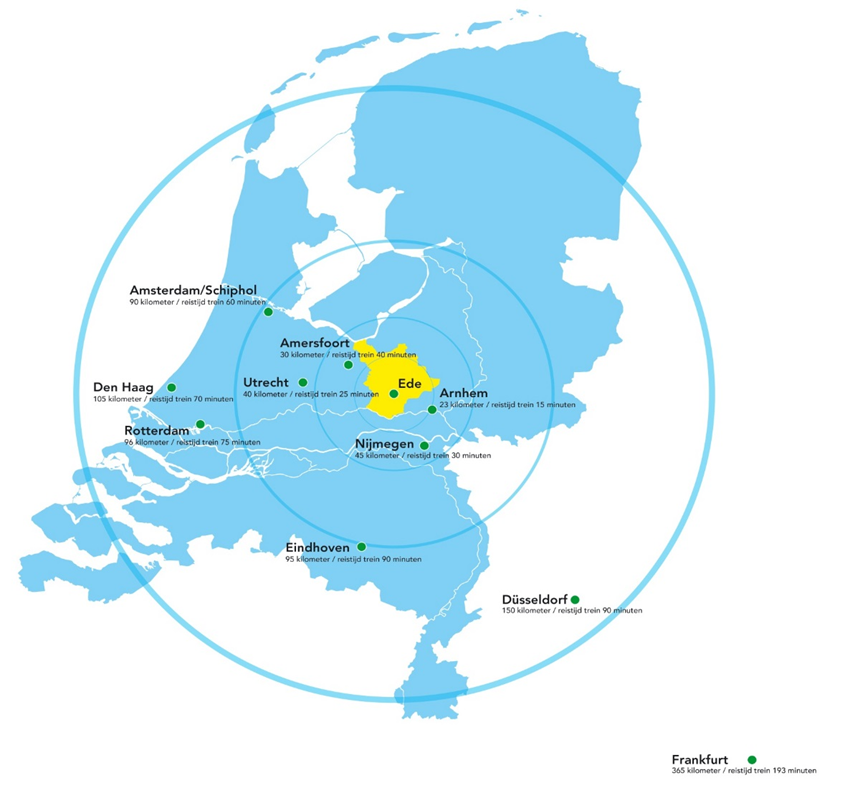 Amsterdam/Schiphol
90 kilometer / reistijd trein 60 minuten
Amersfoort
30 kilometer / reistijd trein 40 minuten
Utrecht
40 kilometer / reistijd trein 25 minuten
Ede
Den Haag
105 kilometer / reistijd trein 70 minuten
Arnhem
23 kilometer / reistijd trein 15 minuten
Rotterdam
96 kilometer / reistijd trein 75 minuten
Nijmegen
45 kilometer / reistijd trein 30 minuten
Eindhoven
95 kilometer / reistijd trein 90 minuten
Düsseldorf
150 kilometer / reistijd trein 90 minuten
Frankfurt
365 kilometer / reistijd trein 193 minuten